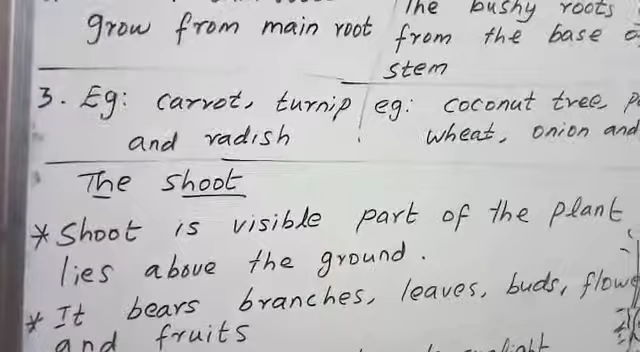 grow from main root The bushy roots
from the base
stem
3. Eg: carrot, turnip eg: coconut tree,
and radish wheat, onion and
The shoot
* Shoot is visible part of the plant
lies above the ground.
* It bears branches, leaves, buds,
and fruits